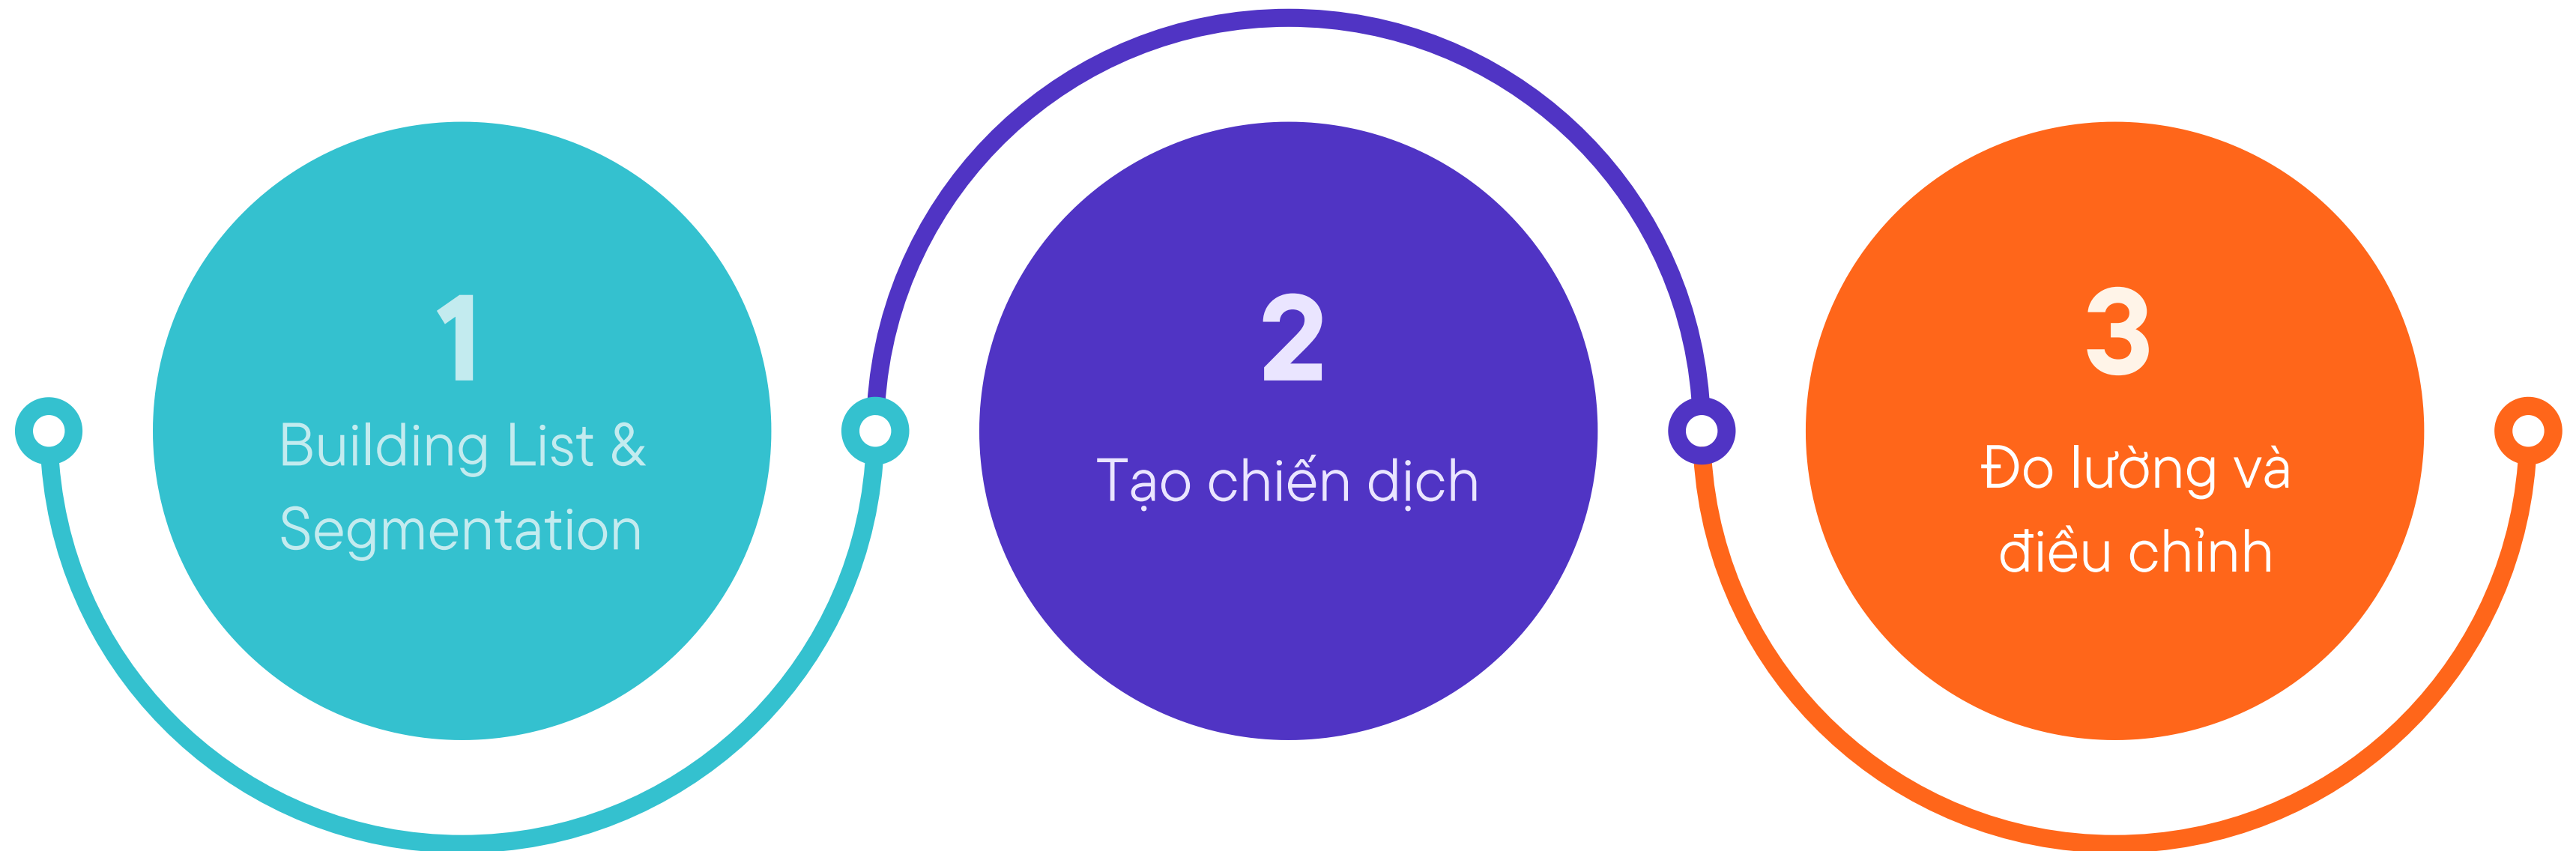 1
Building List &
Segmentation
2
Tạo chiến dịch
3
Đo lường và
điều chỉnh